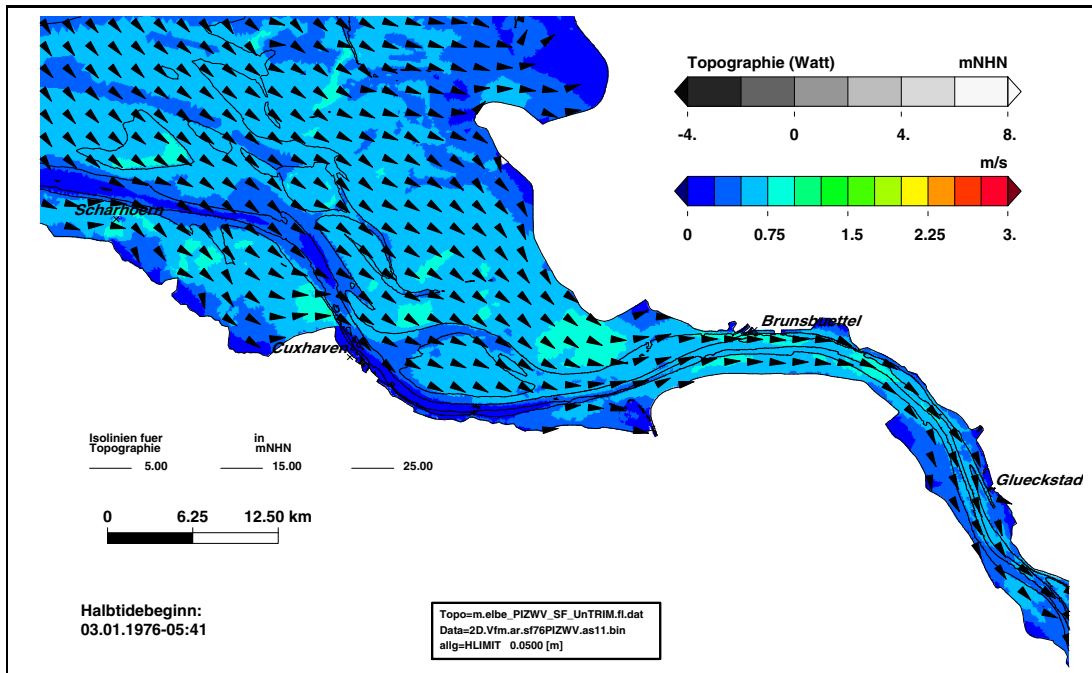 Topographie (Watt) mNHN
-4. 0 4. 8.
m/s
0 0.75 1.5 2.25 3.
Scharhoern
Brunsbuettel
Cuxhaven
Glueckstad
Isolinien fuer in
Topographie mNHN
5.00 15.00 25.00
0 6.25 12.50 km
Halbtidebeginn:
03.01.1976-05:41
Topo=m.elbe_PIZWV_SF_UnTRIM.fl.dat
Data=2D.Vfm.ar.sf76PIZWV.as11.bin
allg=HLIMIT 0.0500 [m]